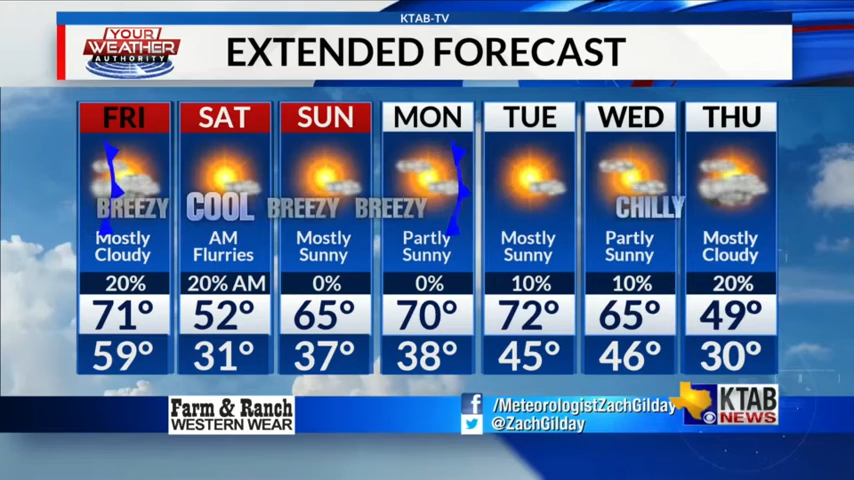 KTAB-TV
YOUR
WEATHER
AUTHORITY
EXTENDED FORECAST
FRI SAT SUN MON TUE WED THU
BREEZY COOL BREEZY BREEZY CHILLY
Mostly Cloudy AM Flurries Mostly Sunny Partly Sunny Mostly Sunny Partly Sunny Mostly Cloudy
20% 20% AM 0% 0% 10% 10% 20%
71° 52° 65° 70° 72° 65° 49°
59° 31° 37° 38° 45° 46° 30°
Farm & Ranch
WESTERN WEAR
/MeteorologistZachGilday
@ZachGilday
KTAB
NEWS